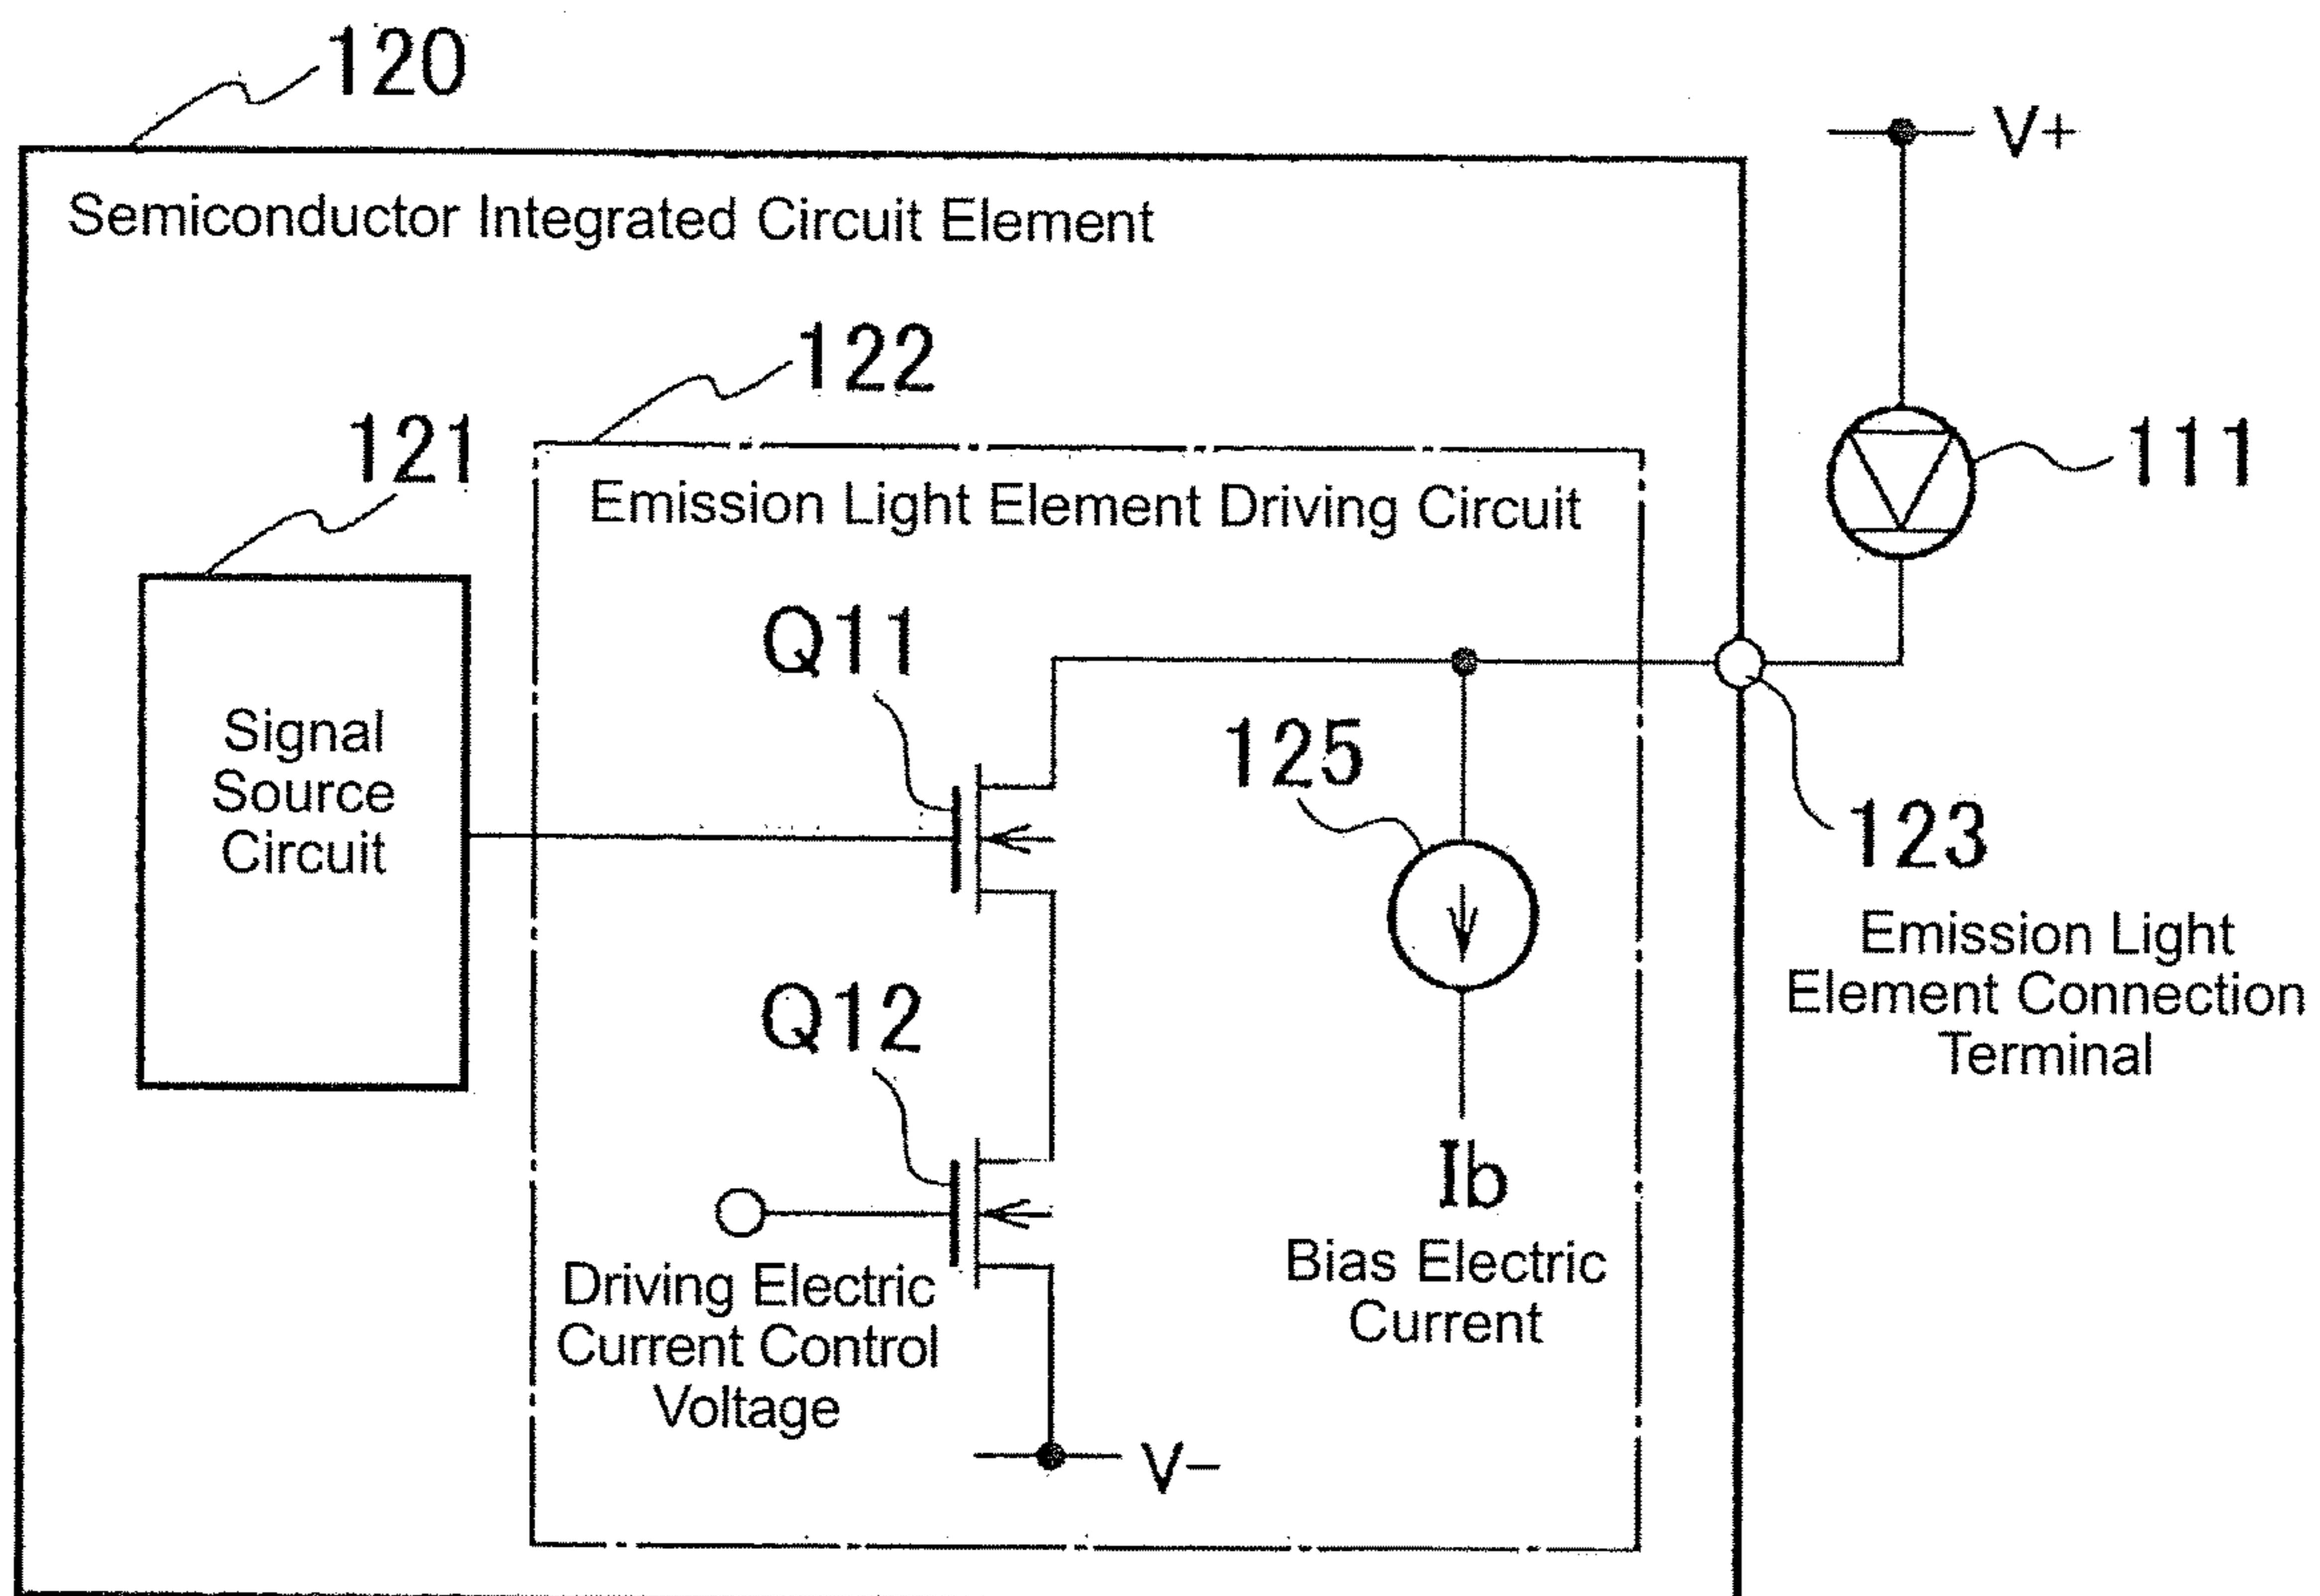 120
V+
Semiconductor Integrated Circuit Element
122
121
111
Emission Light Element Driving Circuit
Q11
Signal
Source
Circuit
125
123
Emission Light
Element Connection
Terminal
Q12
Ib
Bias Electric
Current
Driving Electric
Current Control
Voltage
V−